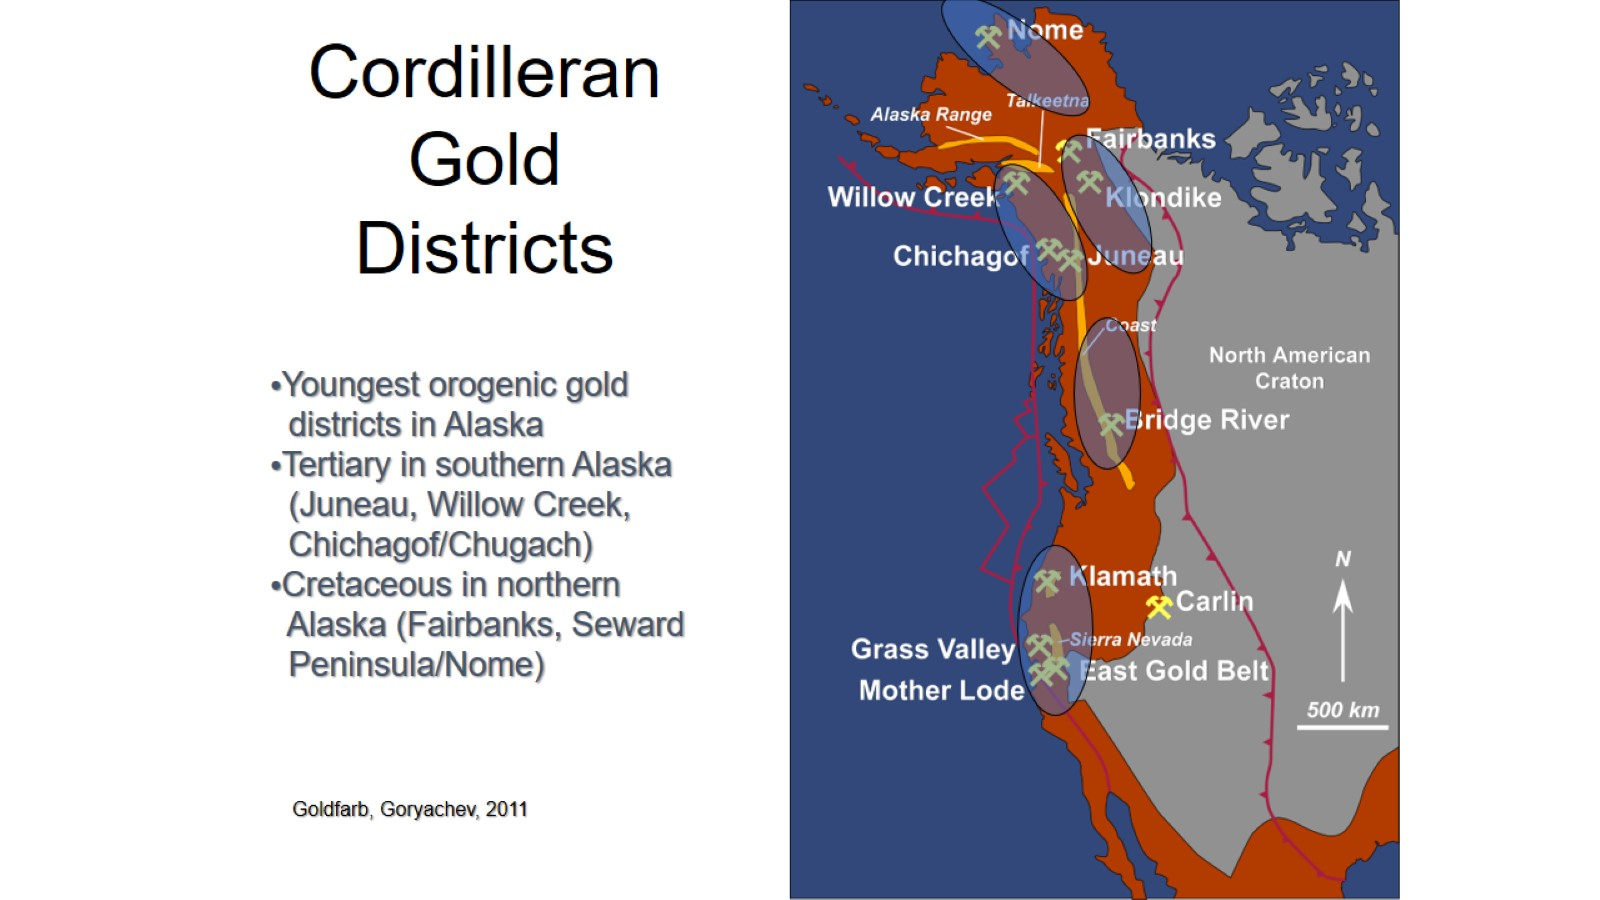 Cordilleran
Gold
Districts
•Youngest orogenic gold
districts in Alaska
•Tertiary in southern Alaska
(Juneau, Willow Creek,
Chichagof/Chugach)
•Cretaceous in northern
Alaska (Fairbanks, Seward
Peninsula/Nome)
Goldfarb, Goryachev, 2011
Nome
Talkeetna
Alaska Range
Fairbanks
Willow Creek
Klondike
Chichagof
Juneau
Coast
North American
Craton
Bridge River
N
Klamath
Carlin
Sierra Nevada
Grass Valley
East Gold Belt
Mother Lode
500 km